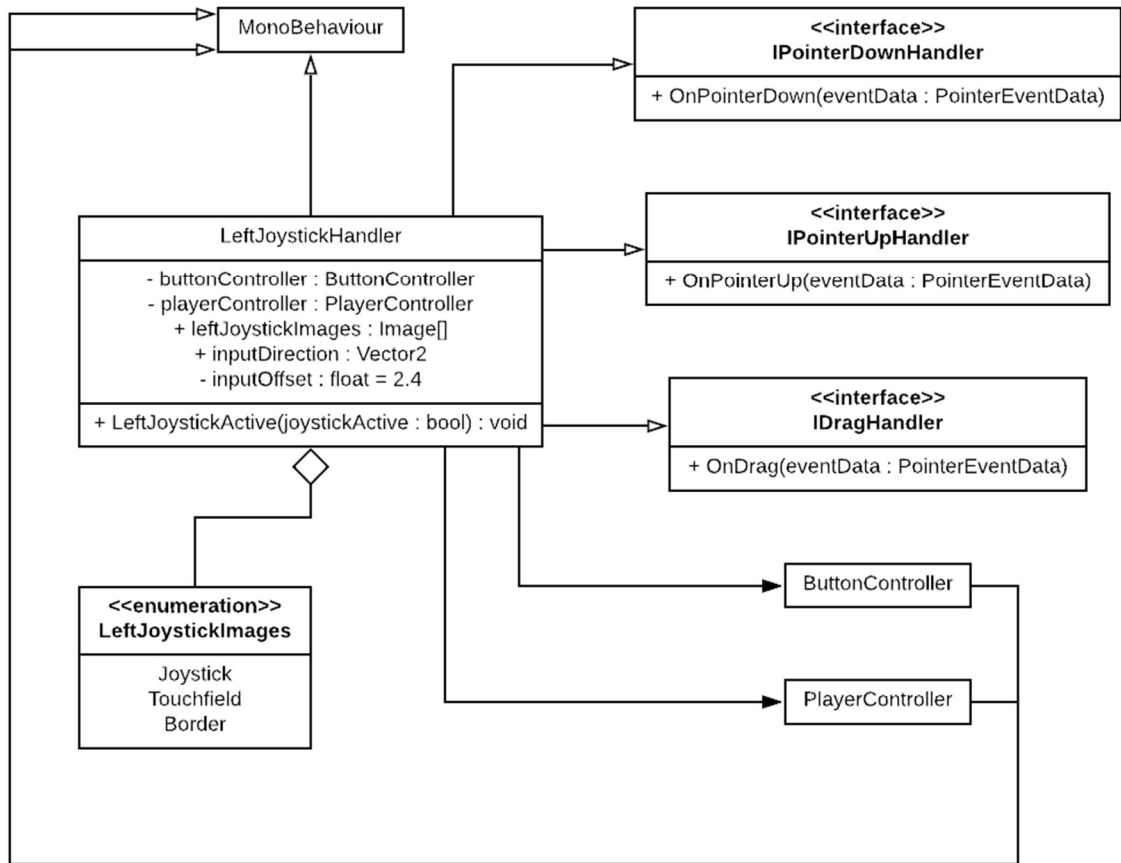 MonoBehaviour
<<interface>>
IPointerDownHandler
+ OnPointerDown(eventData : PointerEventData)
<<interface>>
IPointerUpHandler
+ OnPointerUp(eventData : PointerEventData)
LeftJoystickHandler
- buttonController : ButtonController
- playerController : PlayerController
+ leftJoystickImages : Image[]
+ inputDirection : Vector2
- inputOffset : float = 2.4
+ LeftJoystickActive(joystickActive : bool) : void
<<interface>>
IDragHandler
+ OnDrag(eventData : PointerEventData)
<<enumeration>>
LeftJoystickImages
Joystick
Touchfield
Border
ButtonController
PlayerController